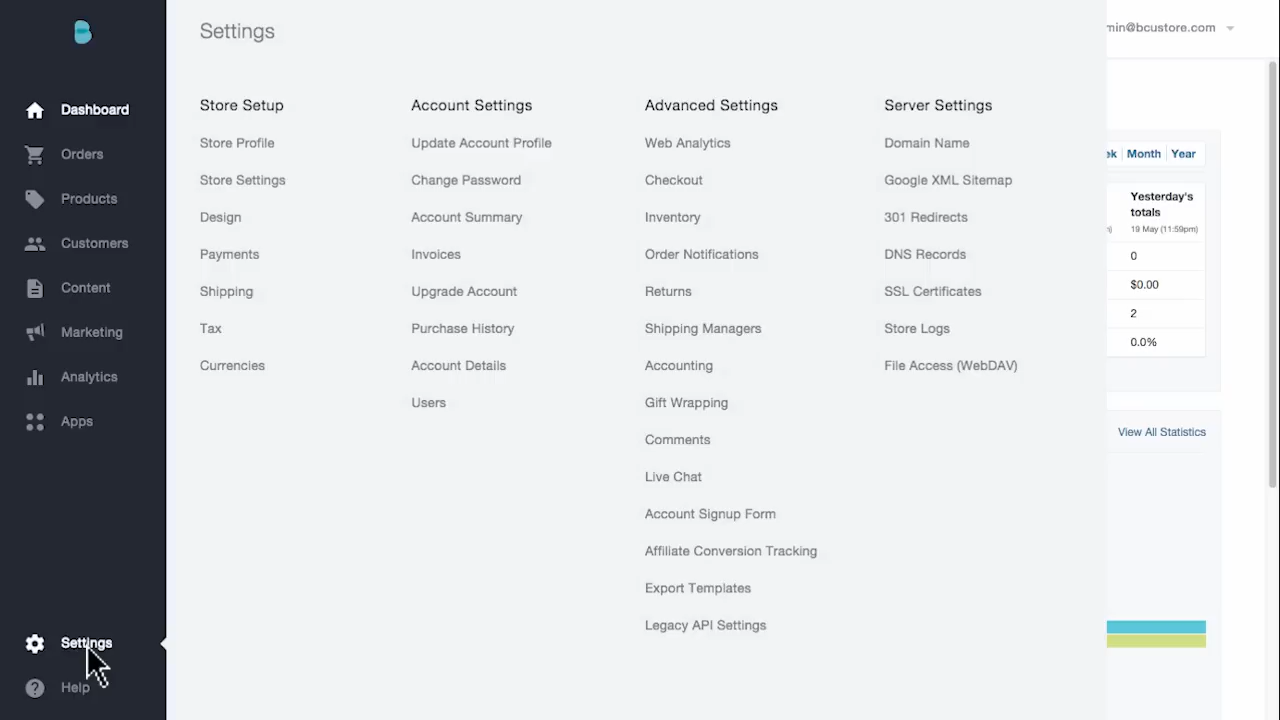 Dashboard
Orders
Products
Customers
Content
Marketing
Analytics
Apps
Settings
Help
Settings
Store Setup
Store Profile
Store Settings
Design
Payments
Shipping
Tax
Currencies
Account Settings
Update Account Profile
Change Password
Account Summary
Invoices
Upgrade Account
Purchase History
Account Details
Users
Advanced Settings
Web Analytics
Checkout
Inventory
Order Notifications
Returns
Shipping Managers
Accounting
Gift Wrapping
Comments
Live Chat
Account Signup Form
Affiliate Conversion Tracking
Export Templates
Legacy API Settings
Server Settings
Domain Name
Google XML Sitemap
301 Redirects
DNS Records
SSL Certificates
Store Logs
File Access (WebDAV)
min@bcustore.com
ek Month Year
Yesterday's
totals
19 May (11:59pm)
0
$0.00
2
0.0%
View All Statistics